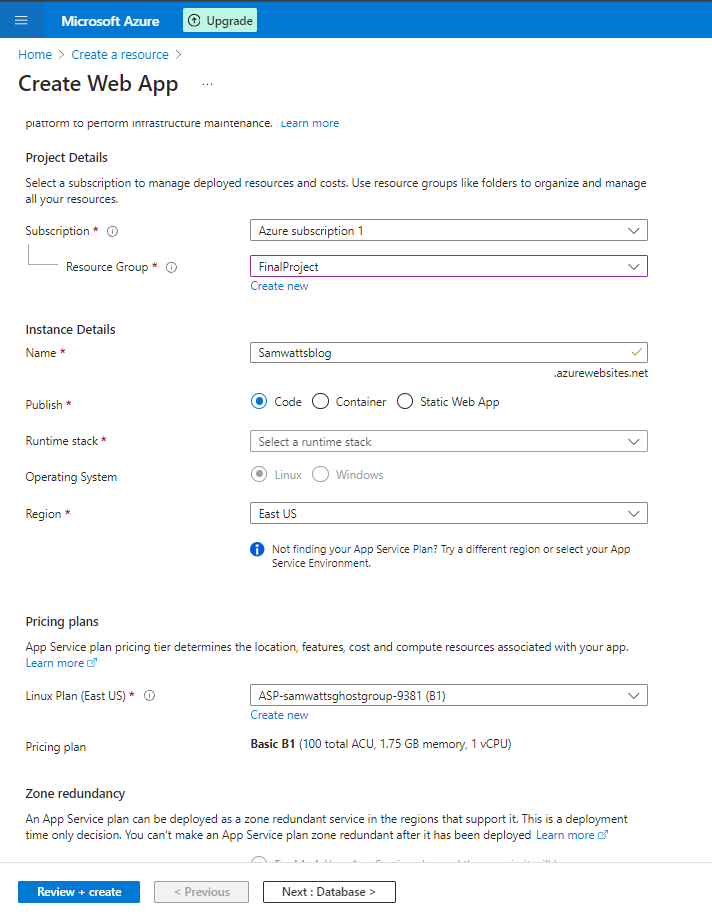 Microsoft Azure
Upgrade
Home > Create a resource >
Create Web App ...
platform to perform infrastructure maintenance. Learn more
Project Details
Select a subscription to manage deployed resources and costs. Use resource groups like folders to organize and manage
all your resources.
Subscription *
Azure subscription 1
Resource Group *
FinalProject
Create new
Instance Details
Name *
Samwattsblog
.azurewebsites.net
Publish *
Code Container Static Web App
Runtime stack *
Select a runtime stack
Operating System
Linux Windows
Region *
East US
Not finding your App Service Plan? Try a different region or select your App
Service Environment.
Pricing plans
App Service plan pricing tier determines the location, features, cost and compute resources associated with your app.
Learn more
Linux Plan (East US) *
ASP-samwattsghostgroup-9381 (B1)
Create new
Pricing plan
Basic B1 (100 total ACU, 1.75 GB memory, 1 vCPU)
Zone redundancy
An App Service plan can be deployed as a zone redundant service in the regions that support it. This is a deployment
time only decision. You can't make an App Service plan zone redundant after it has been deployed Learn more
Review + create
< Previous
Next : Database >